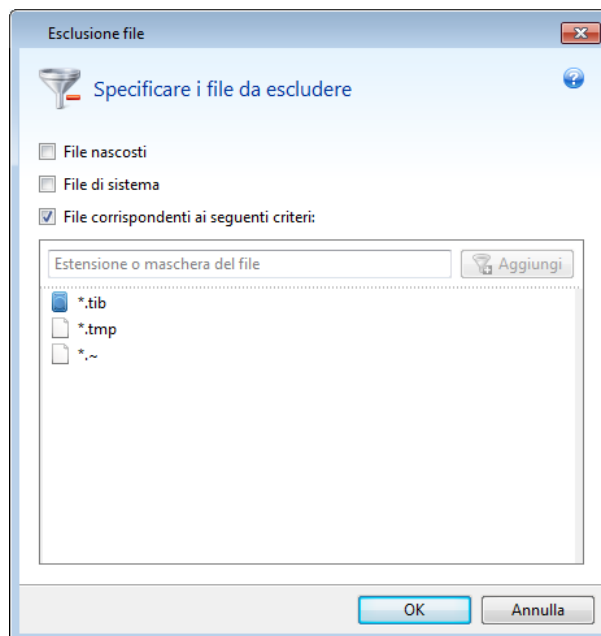 Esclusione file
Specificare i file da escludere
File nascosti
File di sistema
File corrispondenti ai seguenti criteri:
Estensione o maschera del file
Aggiungi
*.tib
*.tmp
*.~
OK
Annulla